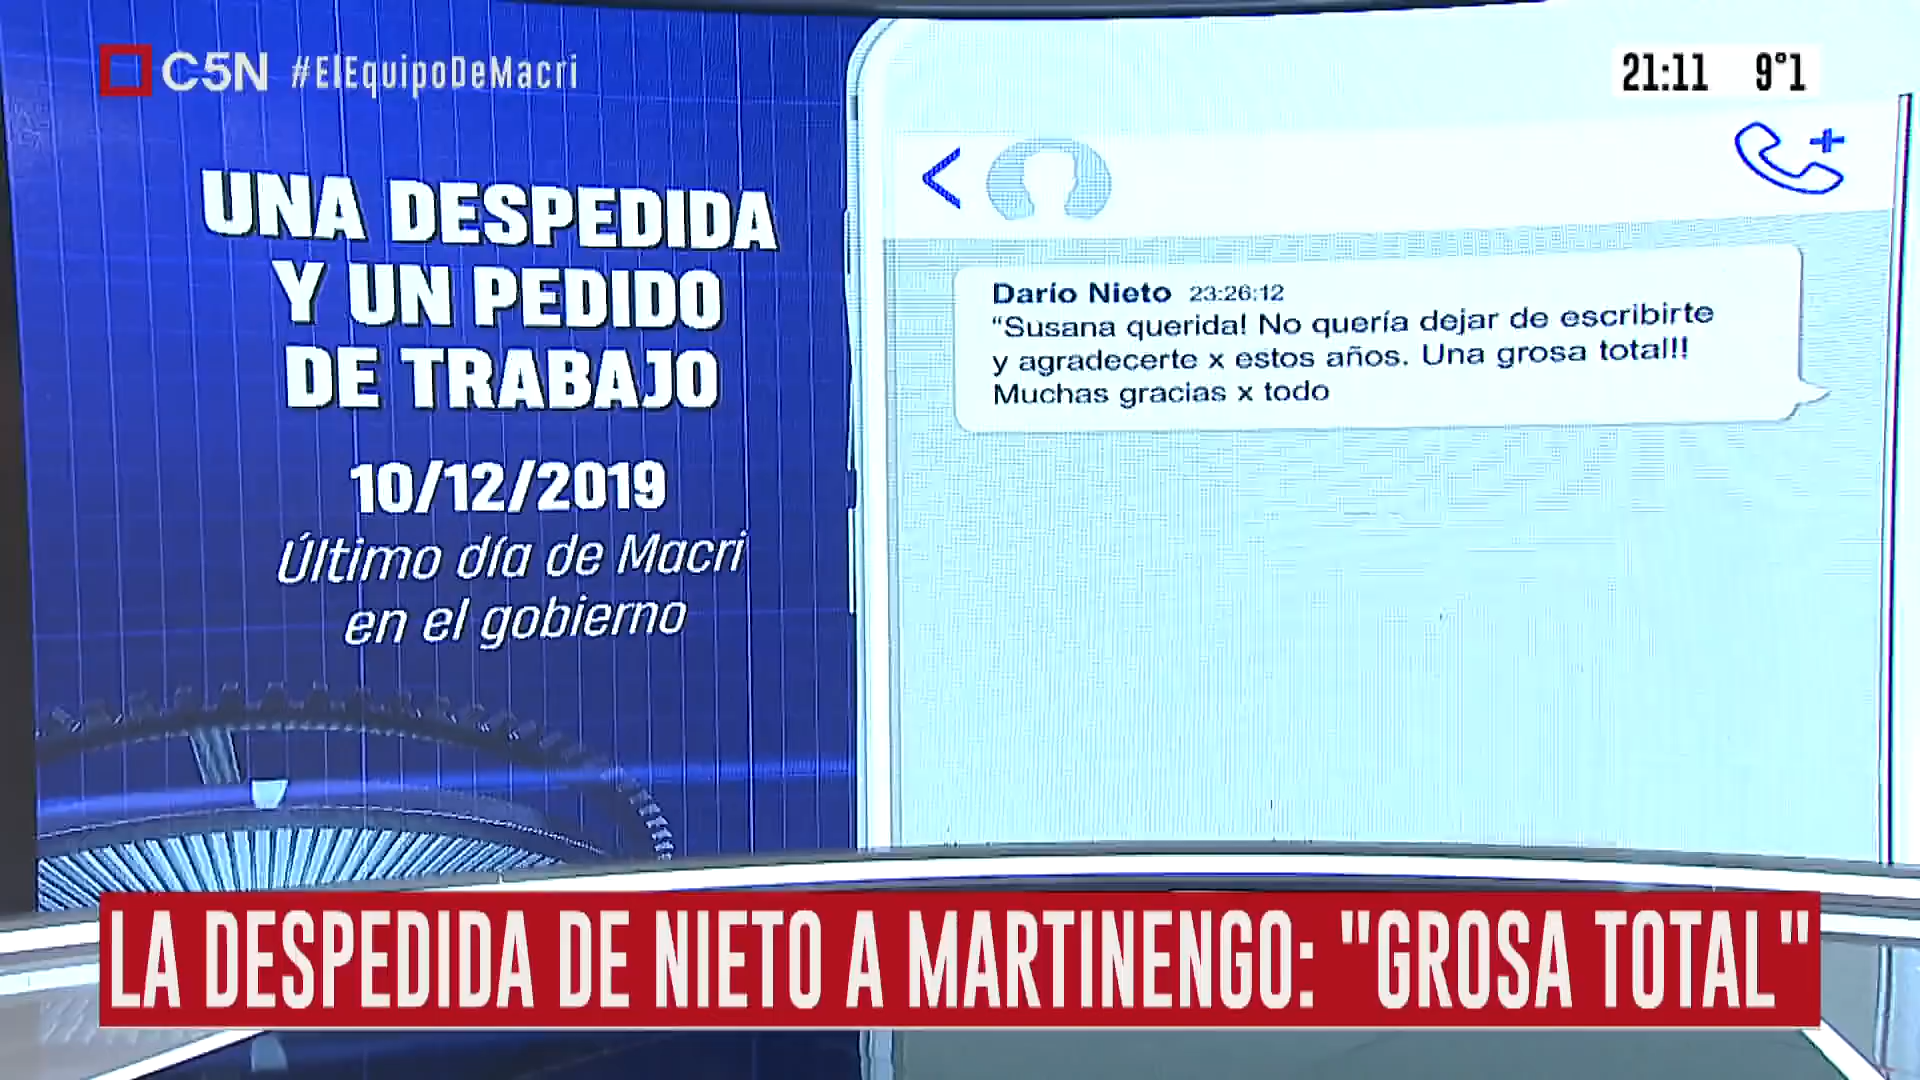 C5N #ElEquipoDeMacri
21:11 9°1
UNA DESPEDIDA
Y UN PEDIDO
DE TRABAJO
10/12/2019
Último día de Macri
en el gobierno
Darío Nieto 23:26:12
“Susana querida! No quería dejar de escribirte
y agradecerte x estos años. Una grosa total!!
Muchas gracias x todo
LA DESPEDIDA DE NIETO A MARTINENGO: "GROSA TOTAL"